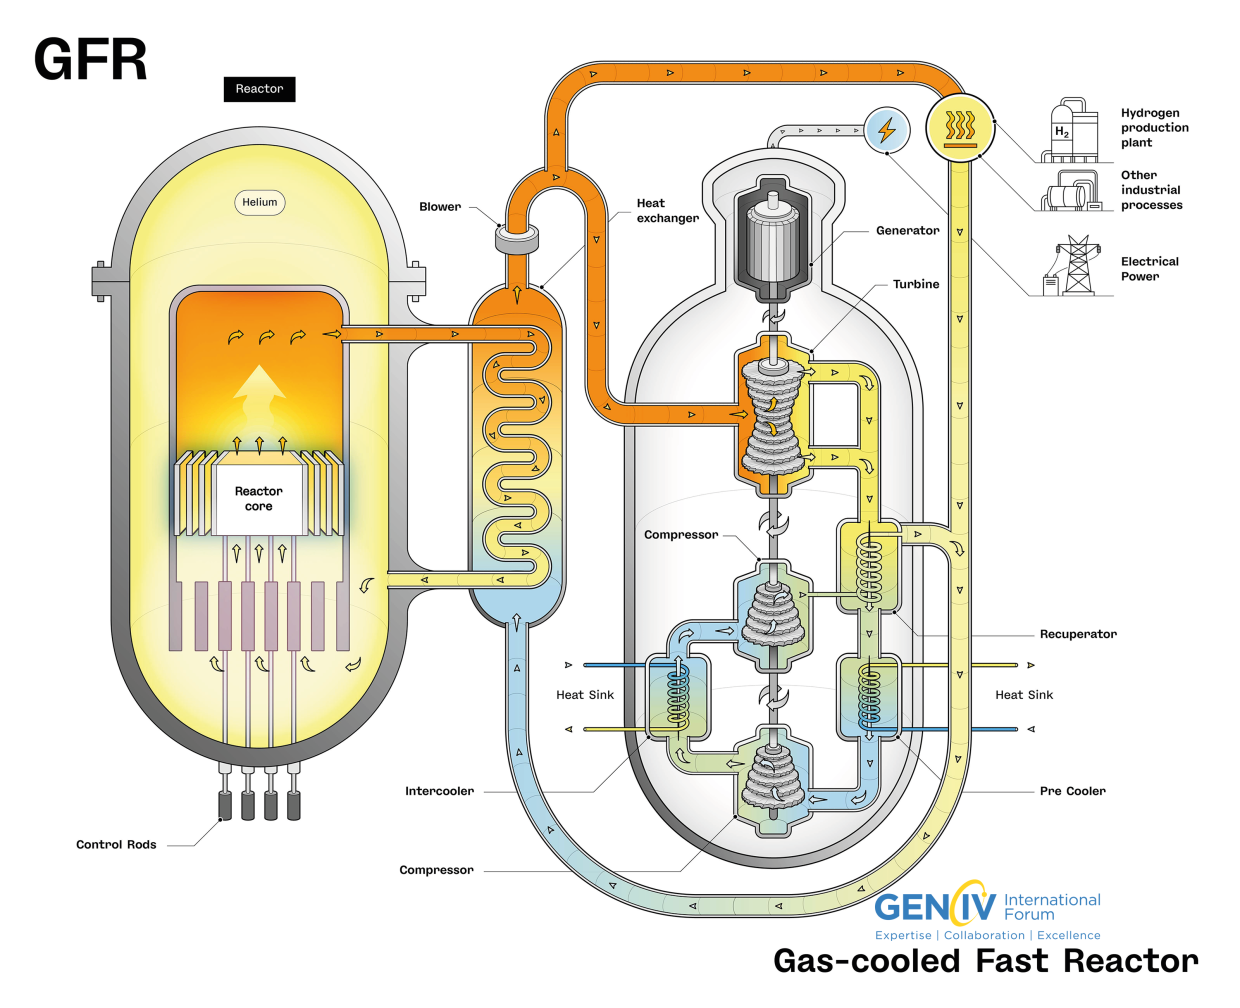 GFR
Reactor
Helium
Reactor
core
Control Rods
Blower
Heat
exchanger
Generator
Turbine
Compressor
Recuperator
Heat Sink
Heat Sink
Intercooler
Pre Cooler
Compressor
H2
Hydrogen
production
plant
Other
industrial
processes
Electrical
Power
GENIV International
Forum
Expertise | Collaboration | Excellence
Gas-cooled Fast Reactor